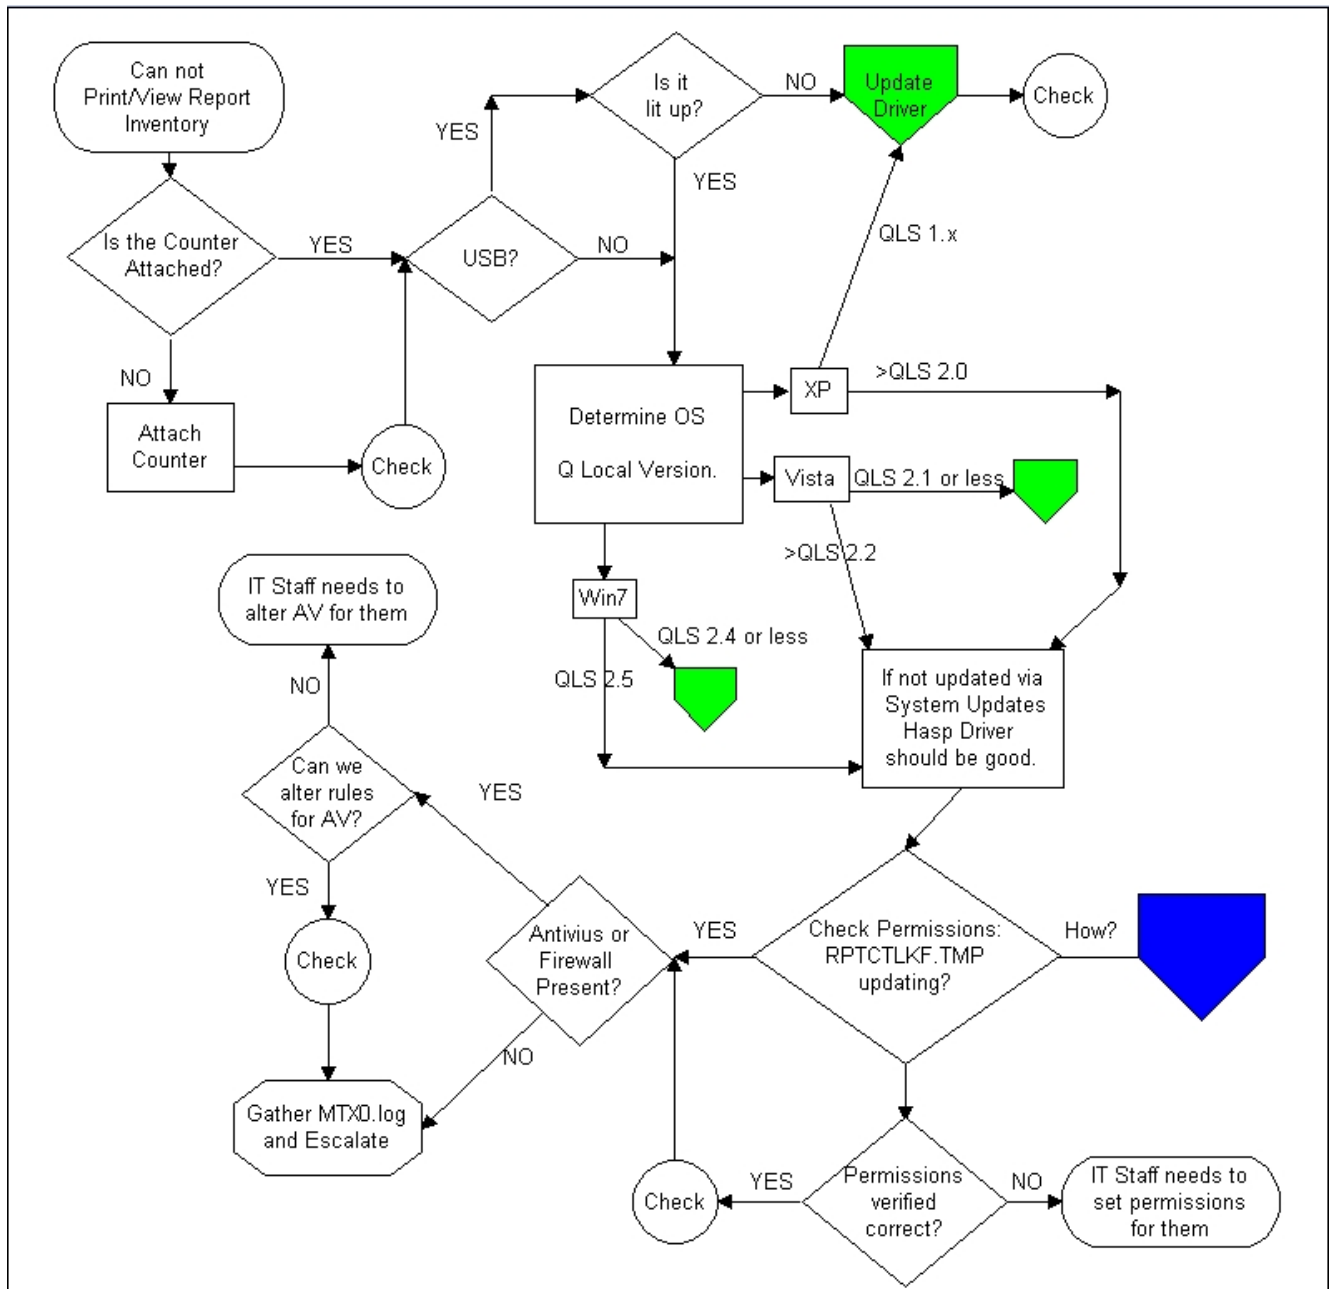 Can not
Print/View Report
Inventory
Is the Counter
Attached?
YES
NO
Attach
Counter
Check
USB?
YES
NO
Is it
lit up?
NO
YES
Update
Driver
Check
QLS 1.x
Determine OS
Q Local Version.
XP
>QLS 2.0
Vista
QLS 2.1 or less
>QLS 2.2
Win7
QLS 2.4 or less
QLS 2.5
If not updated via
System Updates
Hasp Driver
should be good.
IT Staff needs to
alter AV for them
NO
Can we
alter rules
for AV?
YES
YES
Check
Gather MTX0.log
and Escalate
Antivius or
Firewall
Present?
NO
YES
Check Permissions:
RPTCTLKF.TMP
updating?
How?
Permissions
verified
correct?
YES
Check
NO
IT Staff needs to
set permissions
for them